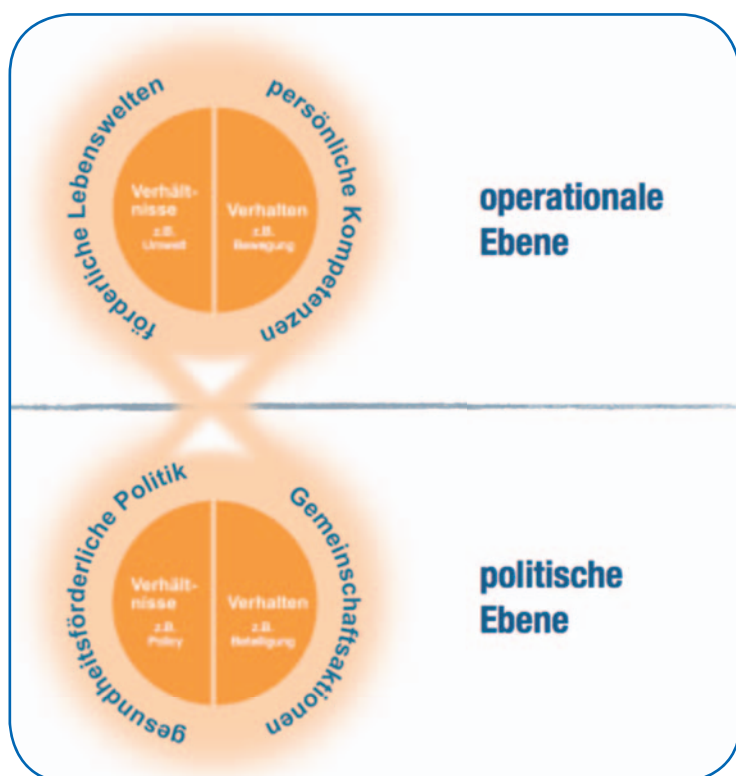 förderliche Lebenswelten
persönliche Kompetenzen
Verhält-
nisse
z.B.
Umwelt
Verhalten
z.B.
Bewegung
operationale
Ebene
gesundheitsförderliche Politik
Gemeinschaftsaktionen
Verhält-
nisse
z.B.
Policy
Verhalten
z.B.
Beteiligung
politische
Ebene